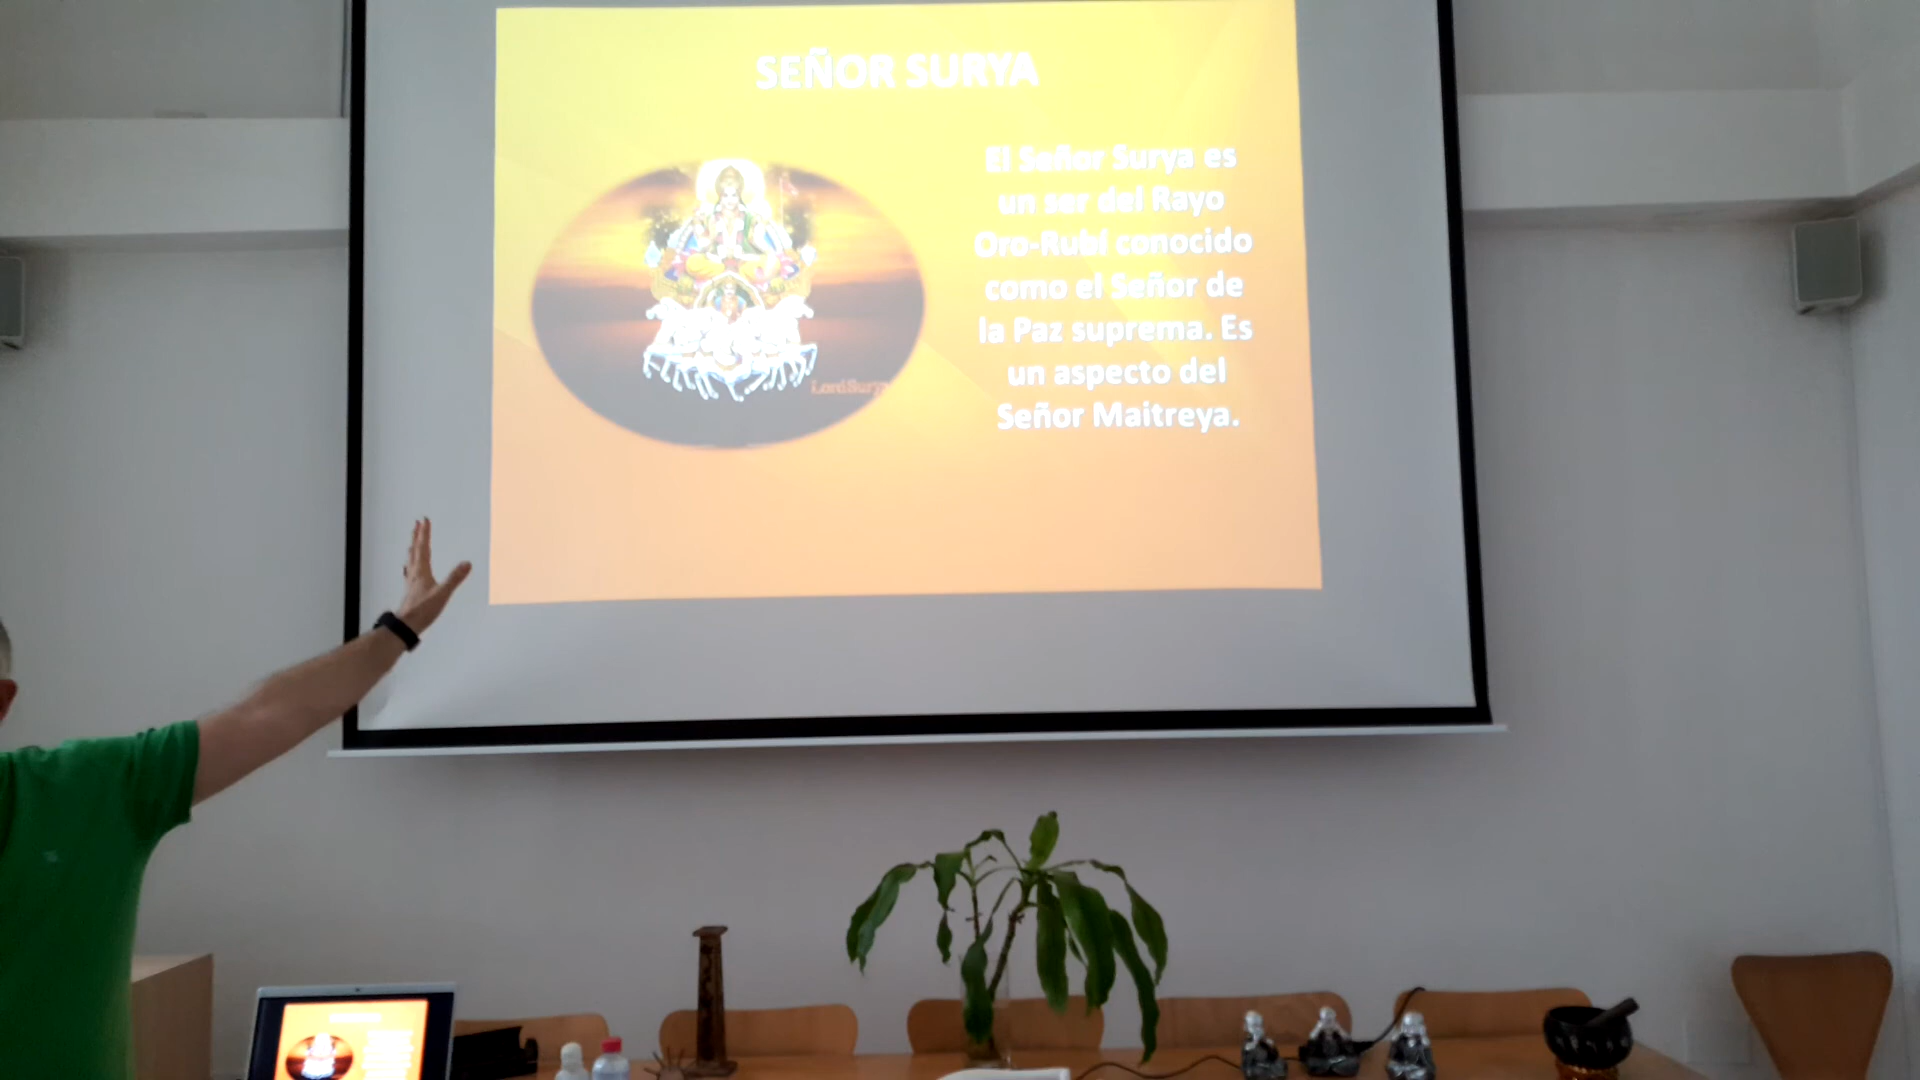 SEÑOR SURYA
El Señor Surya es
un ser del Rayo
Oro-Rubí conocido
como el Señor de
la Paz suprema. Es
un aspecto del
Señor Maitreya.
Lord Surya